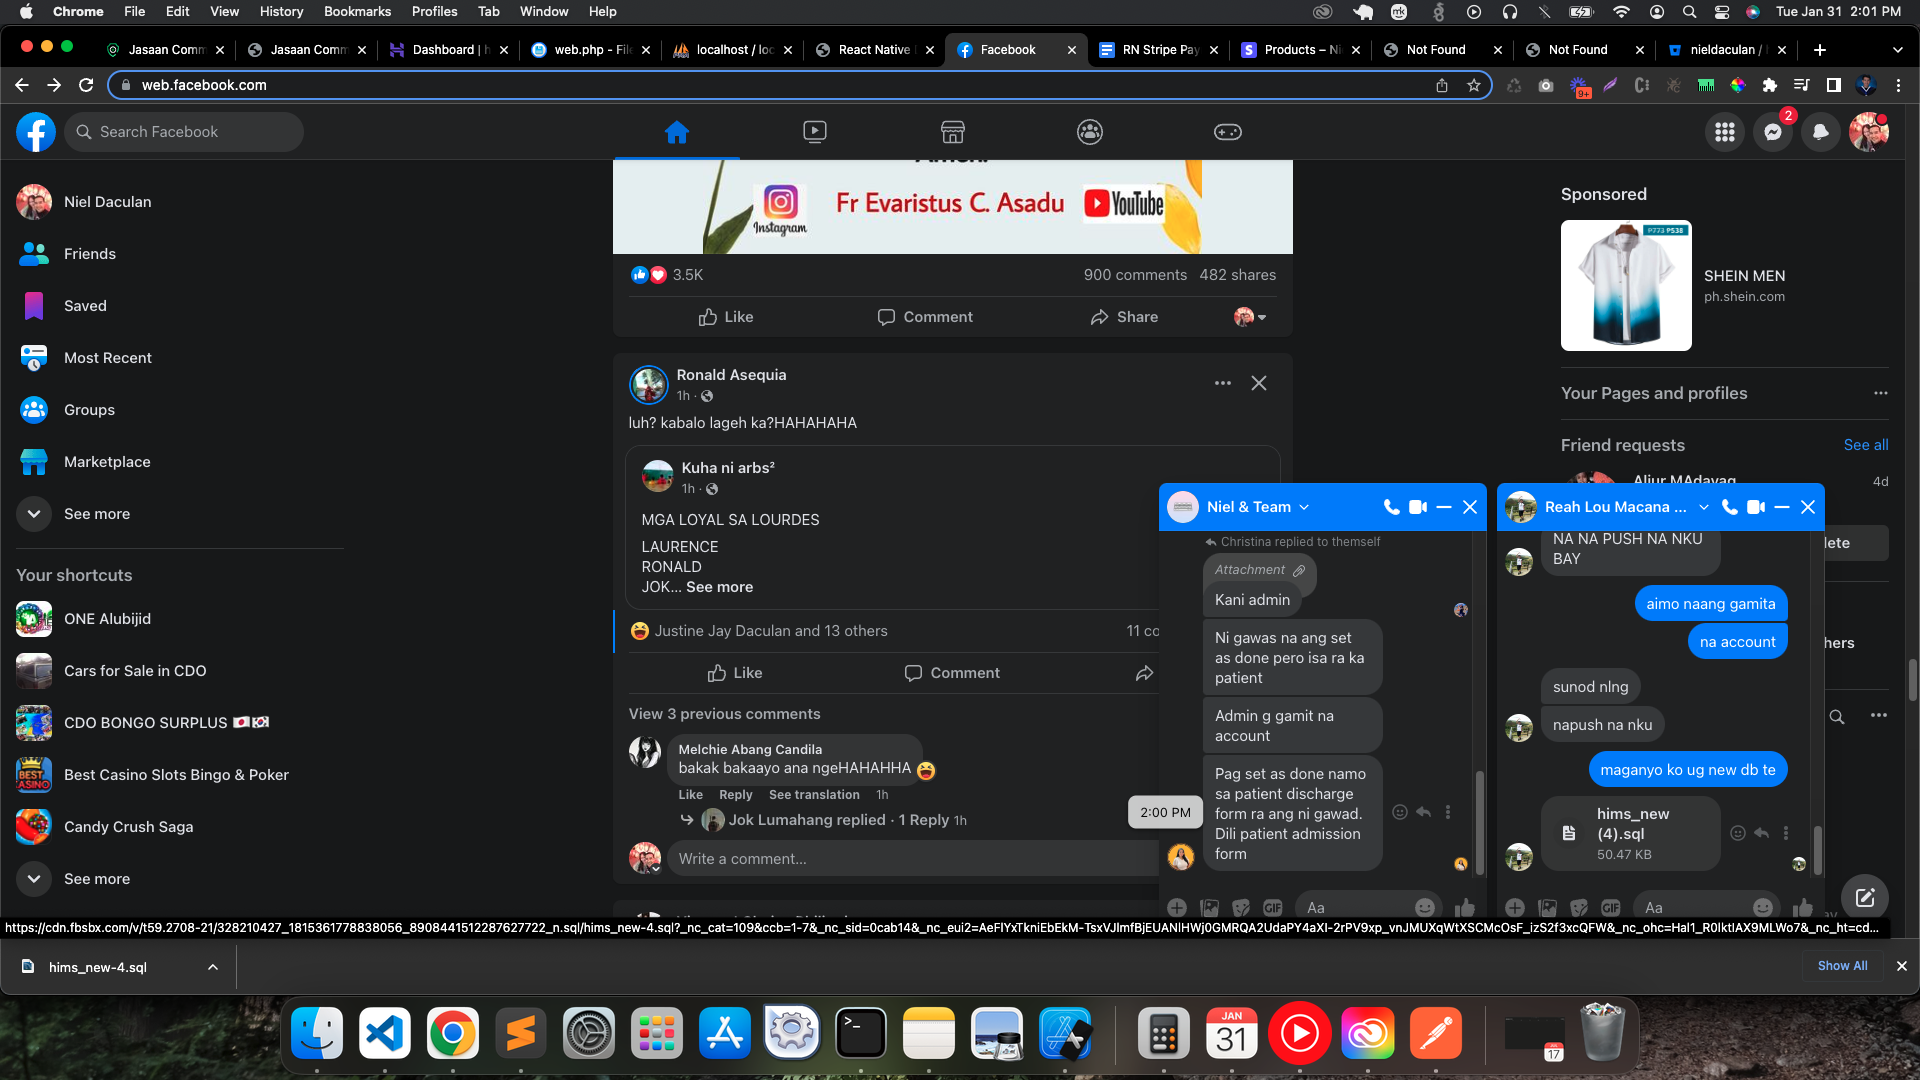 Chrome File Edit View History Bookmarks Profiles Tab Window Help
Tue Jan 31 2:01 PM
Jasaan Comm
Jasaan Comm
Dashboard | h
web.php - File
localhost / loc
React Native
Facebook
RN Stripe Pay
Products – Ni
Not Found
Not Found
nieldaculan /
web.facebook.com
9+
Search Facebook
2
Niel Daculan
Friends
Saved
Most Recent
Groups
Marketplace
See more
Your shortcuts
ONE Alubijid
Cars for Sale in CDO
CDO BONGO SURPLUS 🇯🇵🇰🇷
Best Casino Slots Bingo & Poker
Candy Crush Saga
See more
Instagram
Fr Evaristus C. Asadu
YouTube
3.5K
900 comments 482 shares
Like
Comment
Share
Ronald Asequia
1h ·
luh? kabalo lageh ka?HAHAHAHA
Kuha ni arbs²
1h ·
MGA LOYAL SA LOURDES
LAURENCE
RONALD
JOK... See more
Justine Jay Daculan and 13 others
11 co
Like
Comment
View 3 previous comments
Melchie Abang Candila
bakak bakaayo ana ngeHAHAHHA 😆
Like Reply See translation 1h
Jok Lumahang replied · 1 Reply 1h
Write a comment...
Sponsored
₱773 ₱538
SHEIN MEN
ph.shein.com
Your Pages and profiles
Friend requests
See all
Aljur MAdayag
4d
lete
hers
Niel & Team
Christina replied to themself
Attachment
Kani admin
Ni gawas na ang set
as done pero isa ra ka
patient
Admin g gamit na
account
Pag set as done namo
sa patient discharge
form ra ang ni gawad.
Dili patient admission
form
2:00 PM
GIF
Aa
Reah Lou Macana ...
NA NA PUSH NA NKU
BAY
aimo naang gamita
na account
sunod nlng
napush na nku
maganyo ko ug new db te
hims_new
(4).sql
50.47 KB
GIF
Aa
https://cdn.fbsbx.com/v/t59.2708-21/328210427_1815361778838056_8908441512287627722_n.sql/hims_new-4.sql?_nc_cat=109&ccb=1-7&_nc_sid=0cab14&_nc_eui2=AeFlYxTkniEbEkM-TsxVJlmfBjEUANlHWj0GMRQA2UdaPY4aXI-2rPV9xp_vnJMUXqWtXSCMcOsF_izS2f3xcQFW&_nc_ohc=Hal1_R0lktIAX9MLWo7&_nc_ht=cd...
hims_new-4.sql
Show All
JAN
31
17